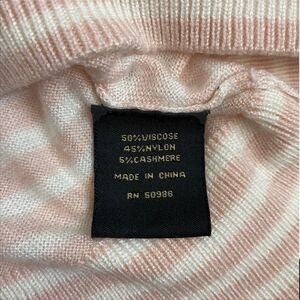 50%VISCOSE
45%NYLON
5%CASHMERE
MADE IN CHINA
RN 50986